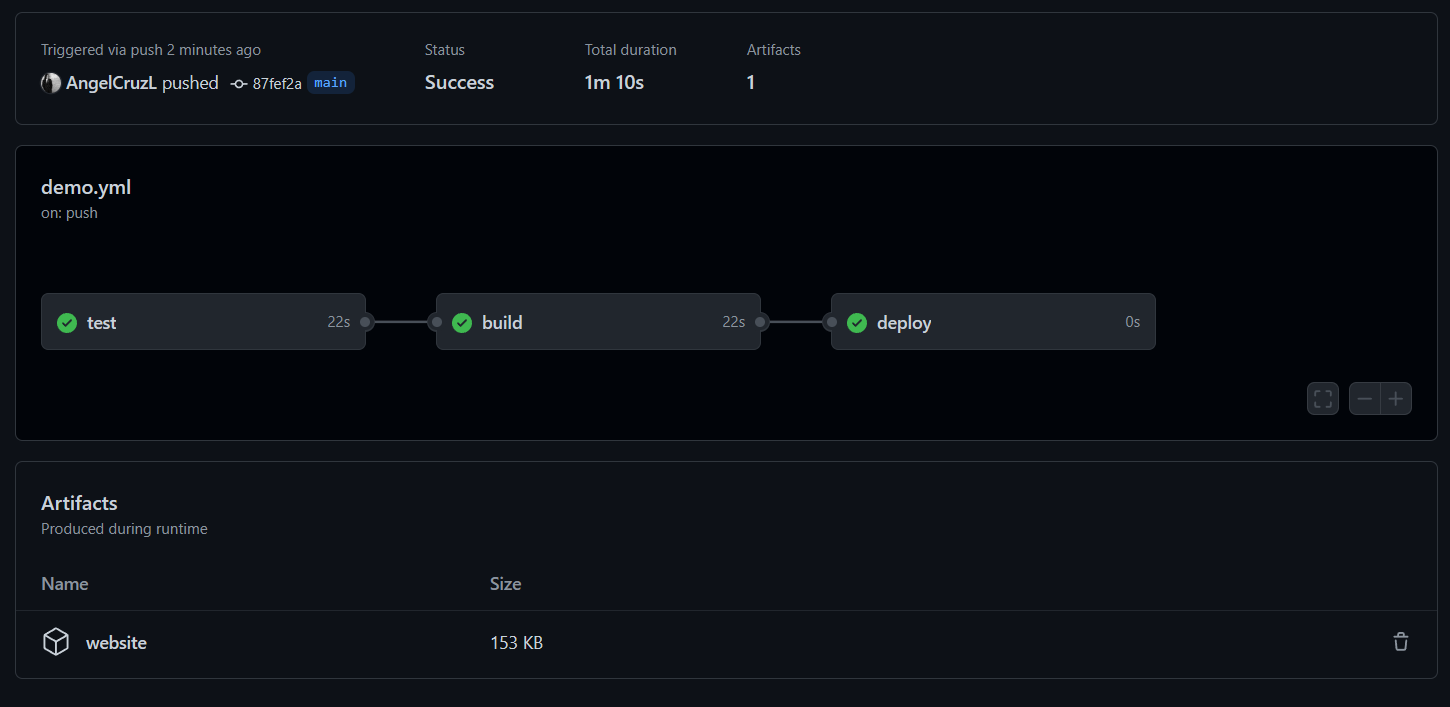 Triggered via push 2 minutes ago
Status
Total duration
Artifacts
AngelCruzL pushed 87fef2a main
Success
1m 10s
1
demo.yml
on: push
test 22s
build 22s
deploy 0s
Artifacts
Produced during runtime
Name Size
website 153 KB